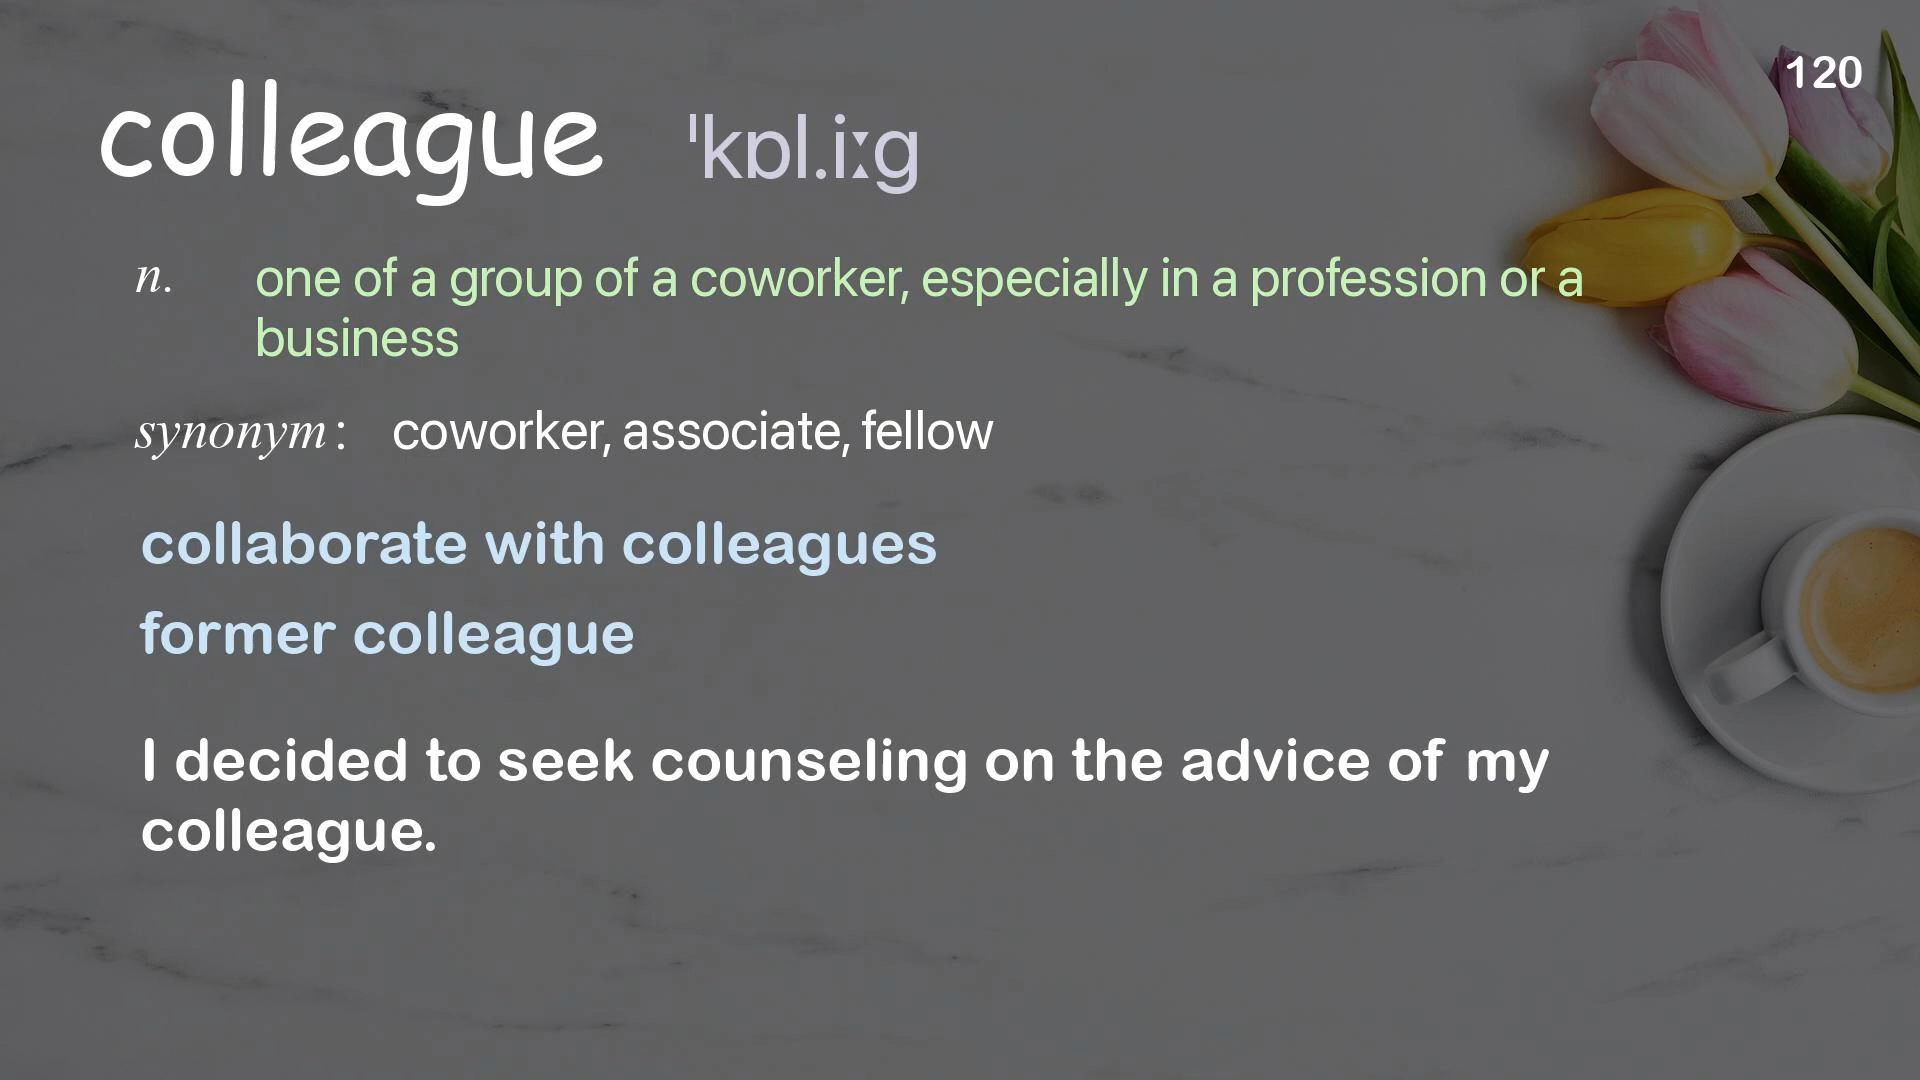 120
colleague ˈkɒl.iːg
n. one of a group of a coworker, especially in a profession or a
business
synonym: coworker, associate, fellow
collaborate with colleagues
former colleague
I decided to seek counseling on the advice of my
colleague.